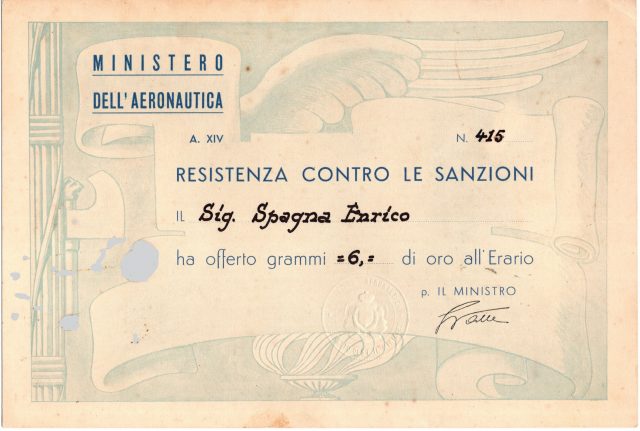 MINISTERO
DELL'AERONAUTICA
A. XIV N. 415
RESISTENZA CONTRO LE SANZIONI
IL Sig. Spagna Enrico
ha offerto grammi =6,= di oro all'Erario
p. IL MINISTRO